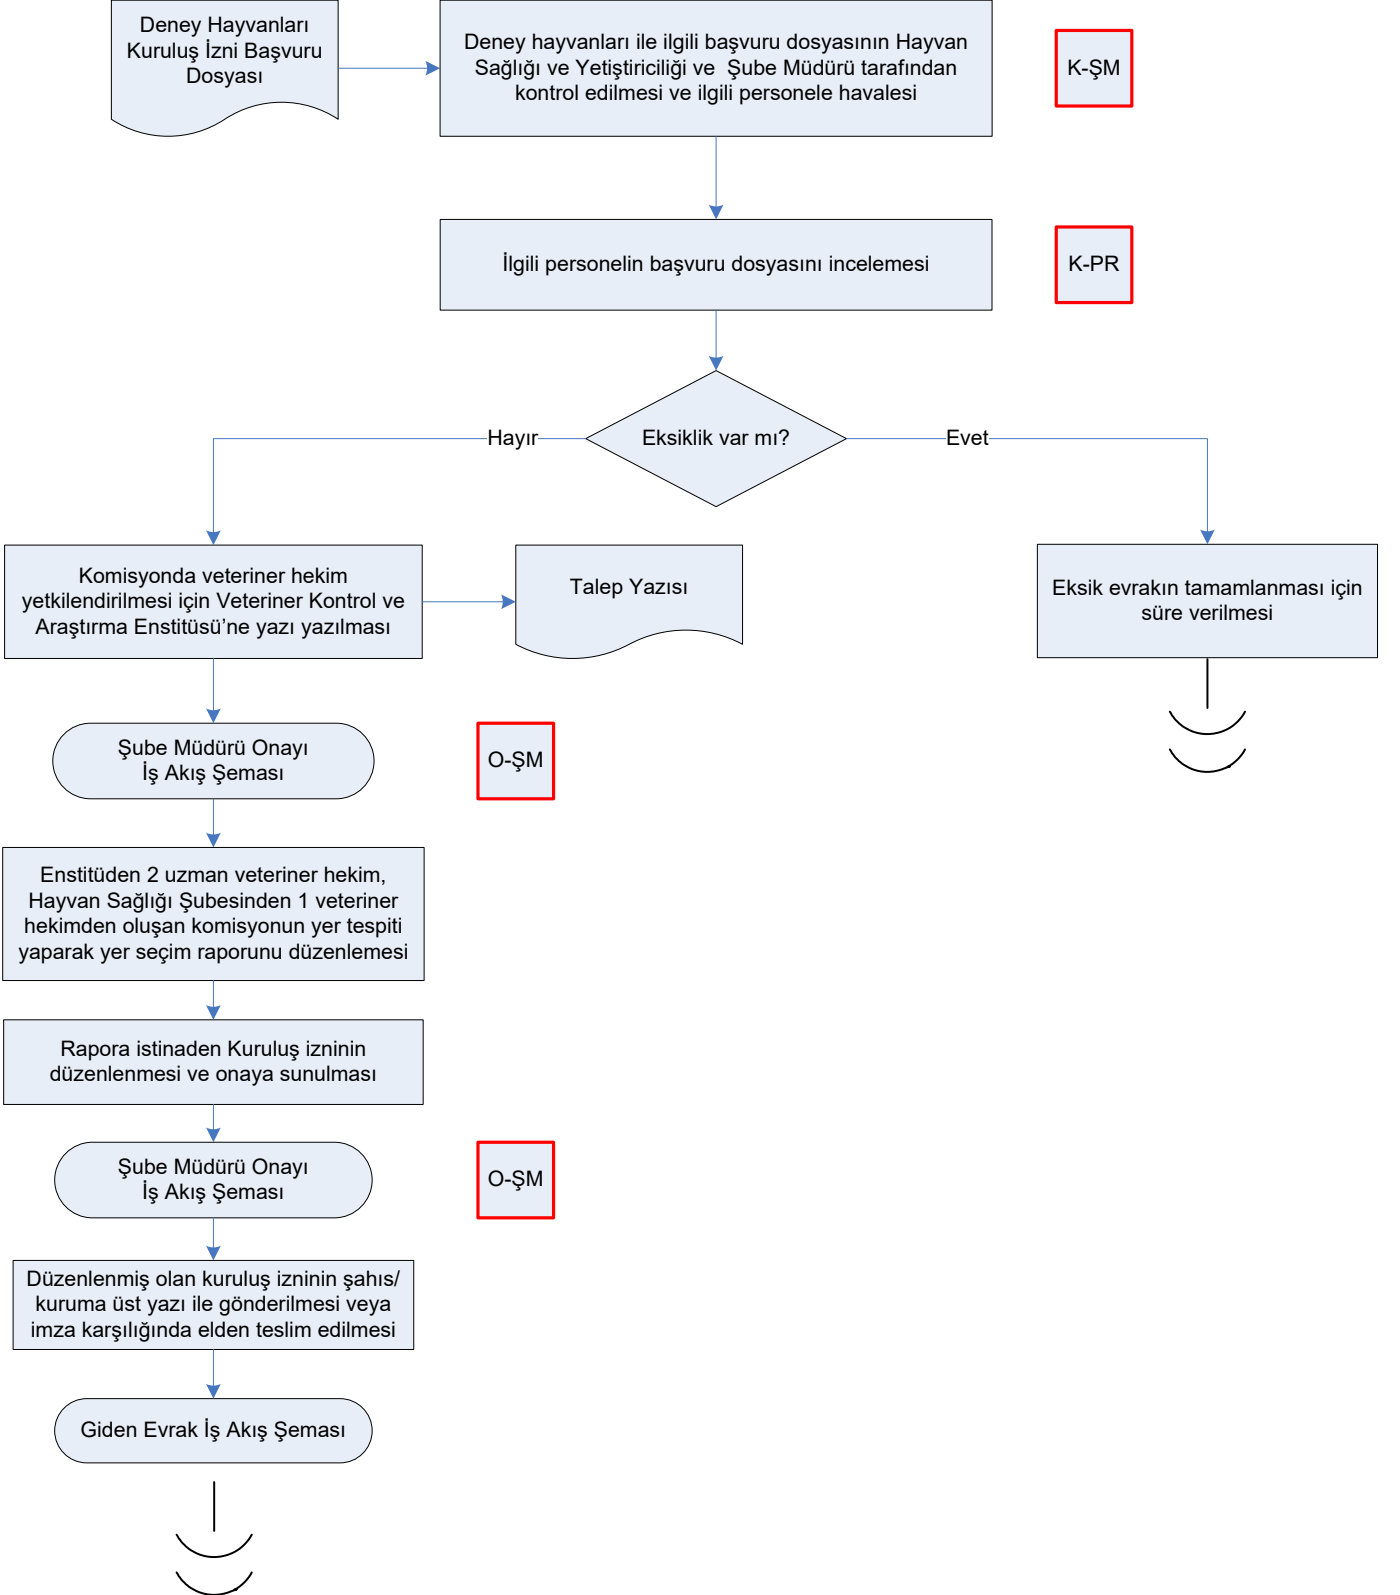 Deney Hayvanları
Kuruluş İzni Başvuru
Dosyası
Deney hayvanları ile ilgili başvuru dosyasının Hayvan
Sağlığı ve Yetiştiriciliği ve Şube Müdürü tarafından
kontrol edilmesi ve ilgili personele havalesi
K-ŞM
İlgili personelin başvuru dosyasını incelemesi
K-PR
Eksiklik var mı?
Hayır
Evet
Komisyonda veteriner hekim
yetkilendirilmesi için Veteriner Kontrol ve
Araştırma Enstitüsü’ne yazı yazılması
Talep Yazısı
Eksik evrakın tamamlanması için
süre verilmesi
Şube Müdürü Onayı
İş Akış Şeması
O-ŞM
Enstitüden 2 uzman veteriner hekim,
Hayvan Sağlığı Şubesinden 1 veteriner
hekimden oluşan komisyonun yer tespiti
yaparak yer seçim raporunu düzenlemesi
Rapora istinaden Kuruluş izninin
düzenlenmesi ve onaya sunulması
Şube Müdürü Onayı
İş Akış Şeması
O-ŞM
Düzenlenmiş olan kuruluş izninin şahıs/
kuruma üst yazı ile gönderilmesi veya
imza karşılığında elden teslim edilmesi
Giden Evrak İş Akış Şeması